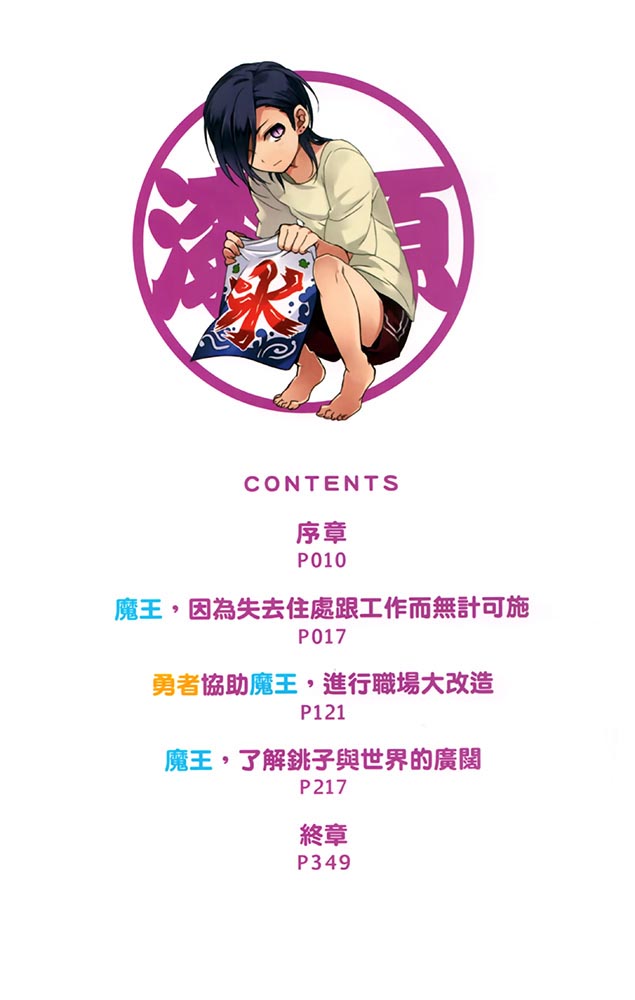 漆原
氷
CONTENTS
序章
P010
魔王，因為失去住處跟工作而無計可施
P017
勇者協助魔王，進行職場大改造
P121
魔王，了解銚子與世界的廣闊
P217
終章
P349